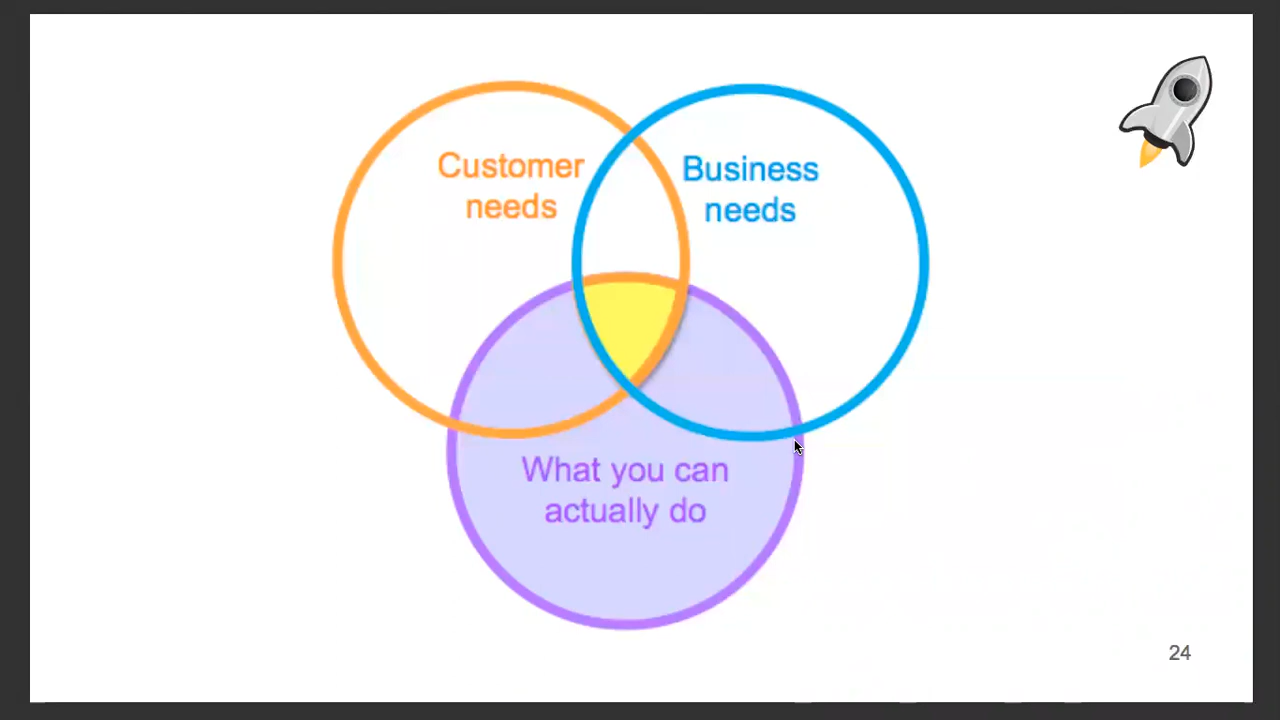 Customer
needs
Business
needs
What you can
actually do
24